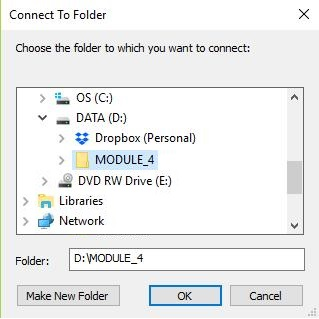 Connect To Folder
Choose the folder to which you want to connect:
OS (C:)
DATA (D:)
Dropbox (Personal)
MODULE_4
DVD RW Drive (E:)
Libraries
Network
Folder: D:\MODULE_4
Make New Folder OK Cancel